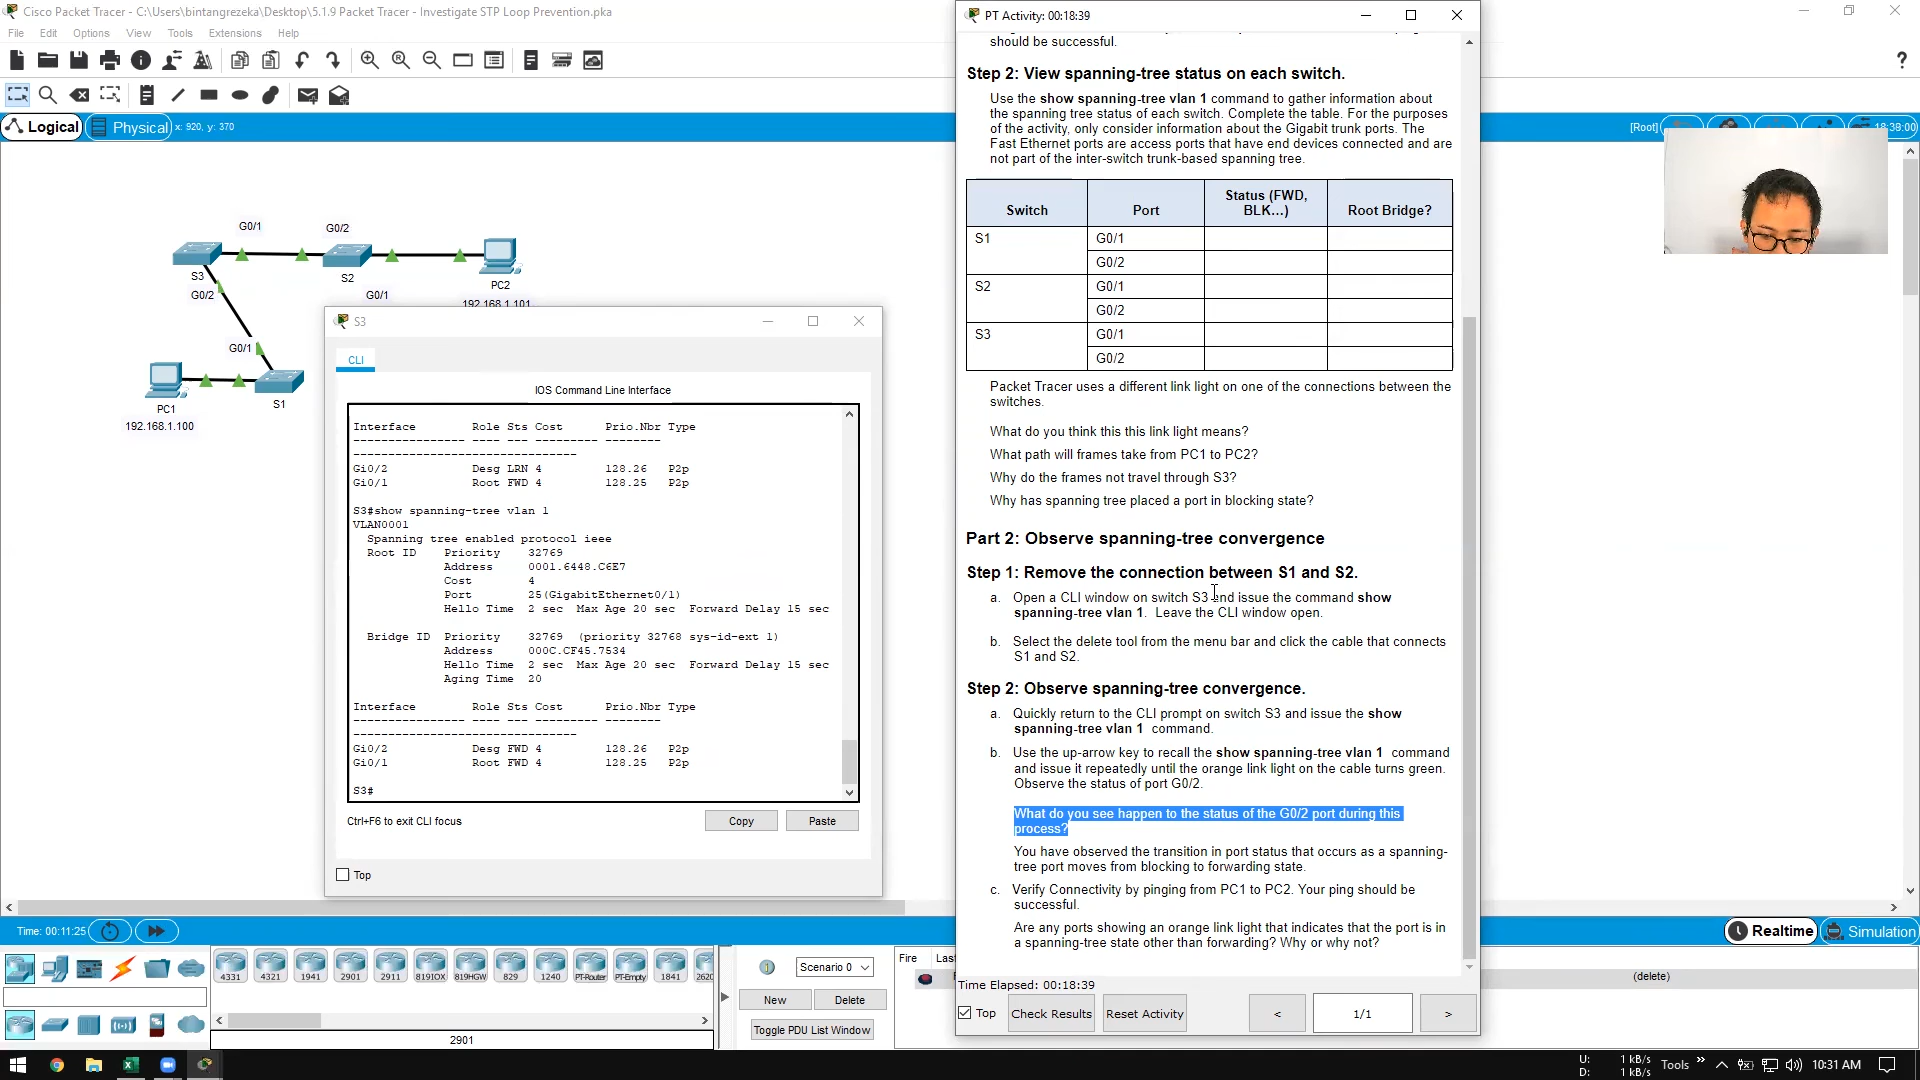 Cisco Packet Tracer - C:\Users\bintangrezeka\Desktop\5.1.9 Packet Tracer - Investigate STP Loop Prevention.pka
File Edit Options View Tools Extensions Help
Logical
Physical
x: 920, y: 370
[Root]
18:39:00
G0/1
G0/2
S3
S2
G0/2
G0/1
PC2
192.168.1.101
G0/1
PC1
S1
192.168.1.100
S3
CLI
IOS Command Line Interface
Interface Role Sts Cost Prio.Nbr Type
---------------- ---- --- --------- --------
--------------------------------
Gi0/2 Desg LRN 4 128.26 P2p
Gi0/1 Root FWD 4 128.25 P2p
S3#show spanning-tree vlan 1
VLAN0001
Spanning tree enabled protocol ieee
Root ID Priority 32769
Address 0001.6448.C6E7
Cost 4
Port 25(GigabitEthernet0/1)
Hello Time 2 sec Max Age 20 sec Forward Delay 15 sec
Bridge ID Priority 32769 (priority 32768 sys-id-ext 1)
Address 000C.CF45.7534
Hello Time 2 sec Max Age 20 sec Forward Delay 15 sec
Aging Time 20
Interface Role Sts Cost Prio.Nbr Type
---------------- ---- --- --------- --------
--------------------------------
Gi0/2 Desg FWD 4 128.26 P2p
Gi0/1 Root FWD 4 128.25 P2p
S3#
Ctrl+F6 to exit CLI focus
Copy
Paste
Top
PT Activity: 00:18:39
should be successful.
Step 2: View spanning-tree status on each switch.
Use the show spanning-tree vlan 1 command to gather information about
the spanning tree status of each switch. Complete the table. For the purposes
of the activity, only consider information about the Gigabit trunk ports. The
Fast Ethernet ports are access ports that have end devices connected and are
not part of the inter-switch trunk-based spanning tree.
Switch Port Status (FWD, BLK…) Root Bridge?
S1 G0/1
G0/2
S2 G0/1
G0/2
S3 G0/1
G0/2
Packet Tracer uses a different link light on one of the connections between the
switches.
What do you think this this link light means?
What path will frames take from PC1 to PC2?
Why do the frames not travel through S3?
Why has spanning tree placed a port in blocking state?
Part 2: Observe spanning-tree convergence
Step 1: Remove the connection between S1 and S2.
a. Open a CLI window on switch S3 and issue the command show
spanning-tree vlan 1. Leave the CLI window open.
b. Select the delete tool from the menu bar and click the cable that connects
S1 and S2.
Step 2: Observe spanning-tree convergence.
a. Quickly return to the CLI prompt on switch S3 and issue the show
spanning-tree vlan 1 command.
b. Use the up-arrow key to recall the show spanning-tree vlan 1 command
and issue it repeatedly until the orange link light on the cable turns green.
Observe the status of port G0/2.
What do you see happen to the status of the G0/2 port during this
process?
You have observed the transition in port status that occurs as a spanning-
tree port moves from blocking to forwarding state.
c. Verify Connectivity by pinging from PC1 to PC2. Your ping should be
successful.
Are any ports showing an orange link light that indicates that the port is in
a spanning-tree state other than forwarding? Why or why not?
Time Elapsed: 00:18:39
Top
Check Results
Reset Activity
<
1/1
>
Time: 00:11:25
Realtime
Simulation
4331 4321 1941 2901 2911 819IOX 819HGW 829 1240 PT-Router PT-Empty 1841 2620
2901
Scenario 0
New
Delete
Toggle PDU List Window
Fire
(delete)
U: 1 kB/s
D: 1 kB/s
Tools
10:31 AM